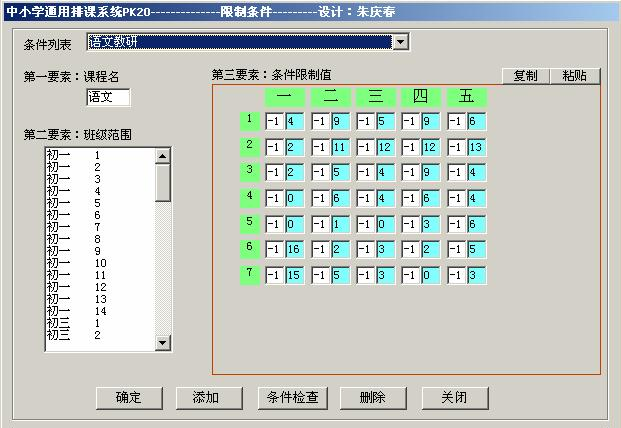 中小学通用排课系统PK20--------------限制条件---------设计：朱庆春
条件列表 语文教研
第一要素：课程名
语文
第二要素：班级范围
初一 1
初一 2
初一 3
初一 4
初一 5
初一 6
初一 7
初一 8
初一 9
初一 10
初一 11
初一 12
初一 13
初一 14
初三 1
初三 2
第三要素：条件限制值 复制 粘贴
一 二 三 四 五
1 -1 4 -1 9 -1 5 -1 9 -1 6
2 -1 2 -1 11 -1 12 -1 12 -1 13
3 -1 2 -1 5 -1 4 -1 9 -1 4
4 -1 0 -1 6 -1 4 -1 6 -1 4
5 -1 0 -1 1 -1 0 -1 3 -1 6
6 -1 16 -1 2 -1 3 -1 2 -1 5
7 -1 15 -1 5 -1 3 -1 0 -1 3
确定 添加 条件检查 删除 关闭